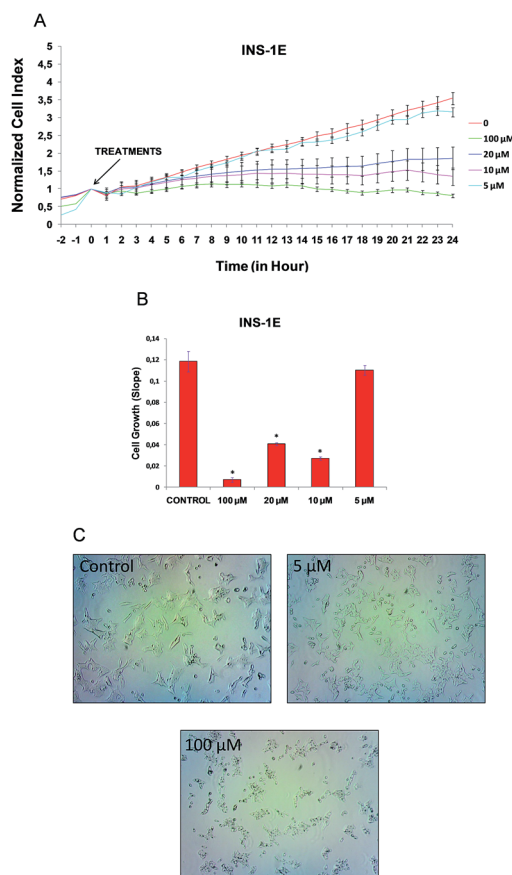 A
INS-1E
Normalized Cell Index
5
4,5
4
3,5
3
2,5
2
1,5
1
0,5
0
TREATMENTS
-2 -1 0 1 2 3 4 5 6 7 8 9 10 11 12 13 14 15 16 17 18 19 20 21 22 23 24
Time (in Hour)
0
100 µM
20 µM
10 µM
5 µM
B
INS-1E
Cell Growth (Slope)
0,14
0,12
0,1
0,08
0,06
0,04
0,02
0
* * *
CONTROL 100 µM 20 µM 10 µM 5 µM
C
Control
5 µM
100 µM